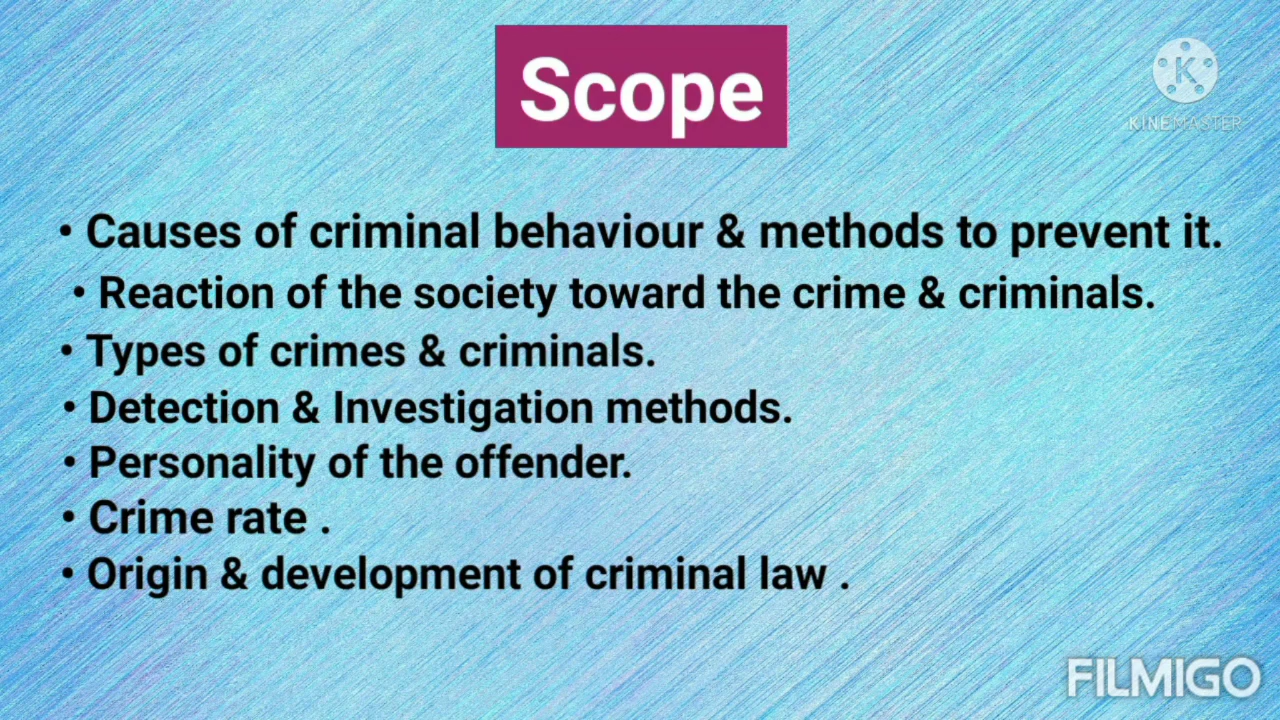 Scope
KINEMASTER
• Causes of criminal behaviour & methods to prevent it.
• Reaction of the society toward the crime & criminals.
• Types of crimes & criminals.
• Detection & Investigation methods.
• Personality of the offender.
• Crime rate .
• Origin & development of criminal law .
FILMIGO